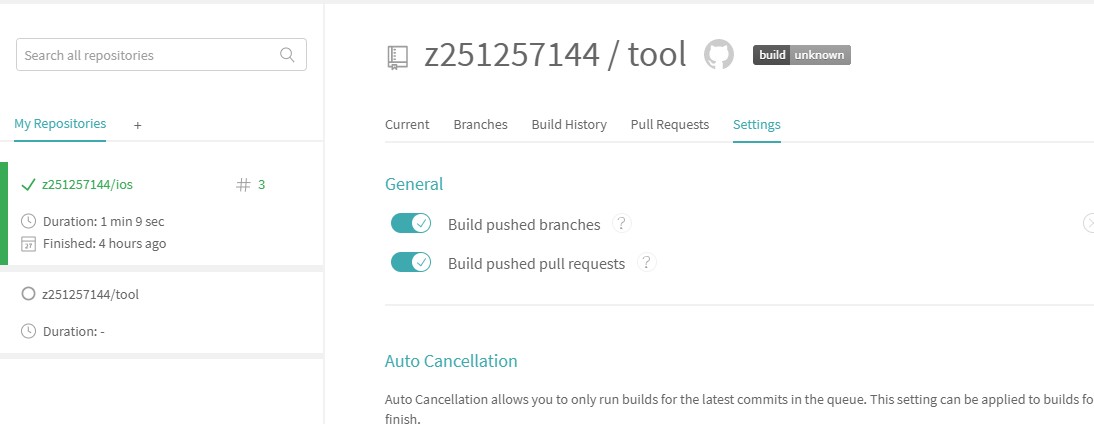 Search all repositories
My Repositories +
z251257144/ios # 3
Duration: 1 min 9 sec
27 Finished: 4 hours ago
z251257144/tool
Duration: -
z251257144 / tool build unknown
Current Branches Build History Pull Requests Settings
General
Build pushed branches ?
Build pushed pull requests ?
Auto Cancellation
Auto Cancellation allows you to only run builds for the latest commits in the queue. This setting can be applied to builds fo
finish.